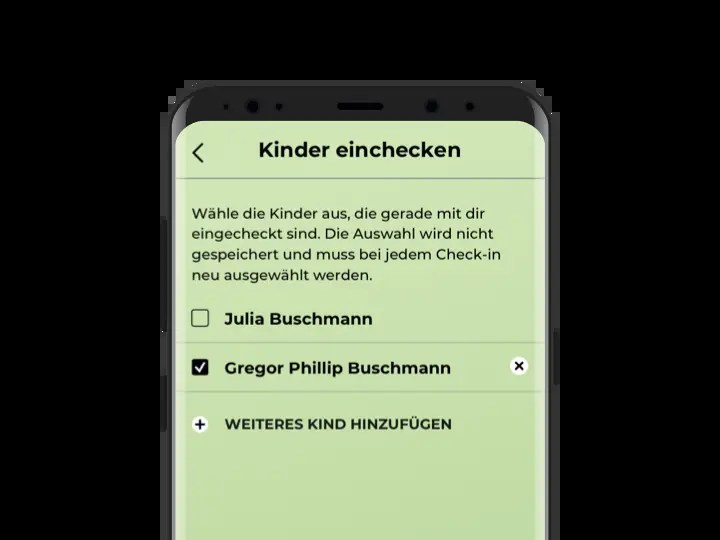 Kinder einchecken
Wähle die Kinder aus, die gerade mit dir
eingecheckt sind. Die Auswahl wird nicht
gespeichert und muss bei jedem Check-in
neu ausgewählt werden.
Julia Buschmann
Gregor Phillip Buschmann
WEITERES KIND HINZUFÜGEN